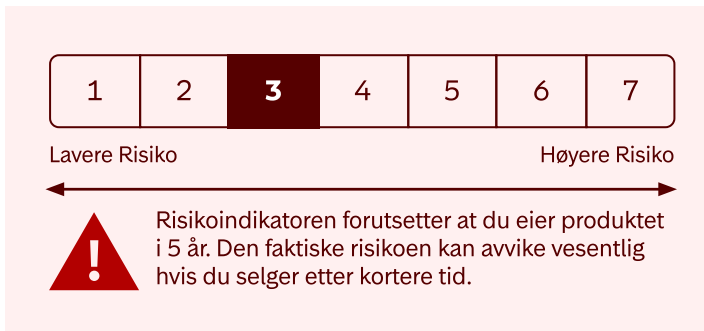 1 2 3 4 5 6 7
Lavere Risiko Høyere Risiko
Risikoindikatoren forutsetter at du eier produktet
i 5 år. Den faktiske risikoen kan avvike vesentlig
hvis du selger etter kortere tid.